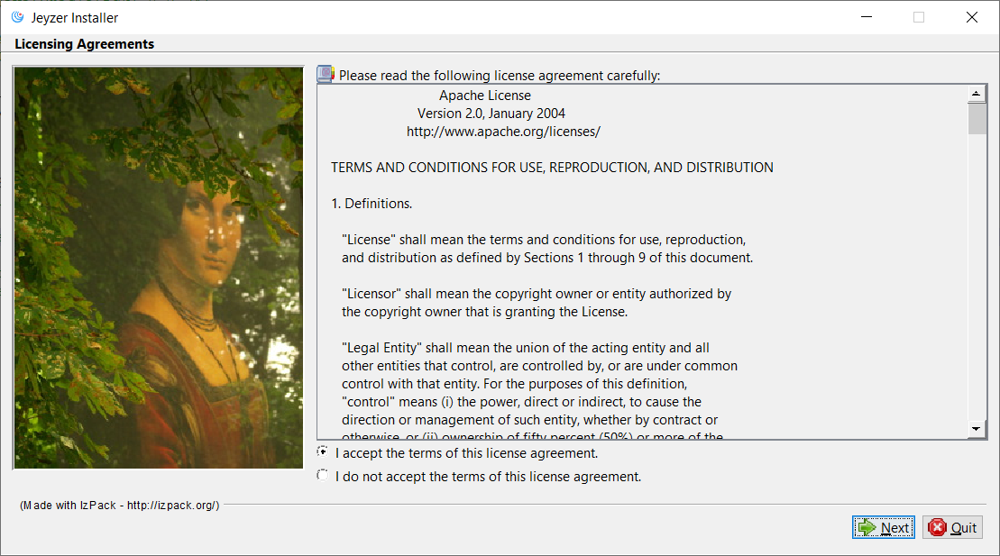 Jeyzer Installer
Licensing Agreements
Please read the following license agreement carefully:
Apache License
Version 2.0, January 2004
http://www.apache.org/licenses/
TERMS AND CONDITIONS FOR USE, REPRODUCTION, AND DISTRIBUTION
1. Definitions.
"License" shall mean the terms and conditions for use, reproduction,
and distribution as defined by Sections 1 through 9 of this document.
"Licensor" shall mean the copyright owner or entity authorized by
the copyright owner that is granting the License.
"Legal Entity" shall mean the union of the acting entity and all
other entities that control, are controlled by, or are under common
control with that entity. For the purposes of this definition,
"control" means (i) the power, direct or indirect, to cause the
direction or management of such entity, whether by contract or
otherwise, or (ii) ownership of fifty percent (50%) or more of the
I accept the terms of this license agreement.
I do not accept the terms of this license agreement.
(Made with IzPack - http://izpack.org/)
Next
Quit